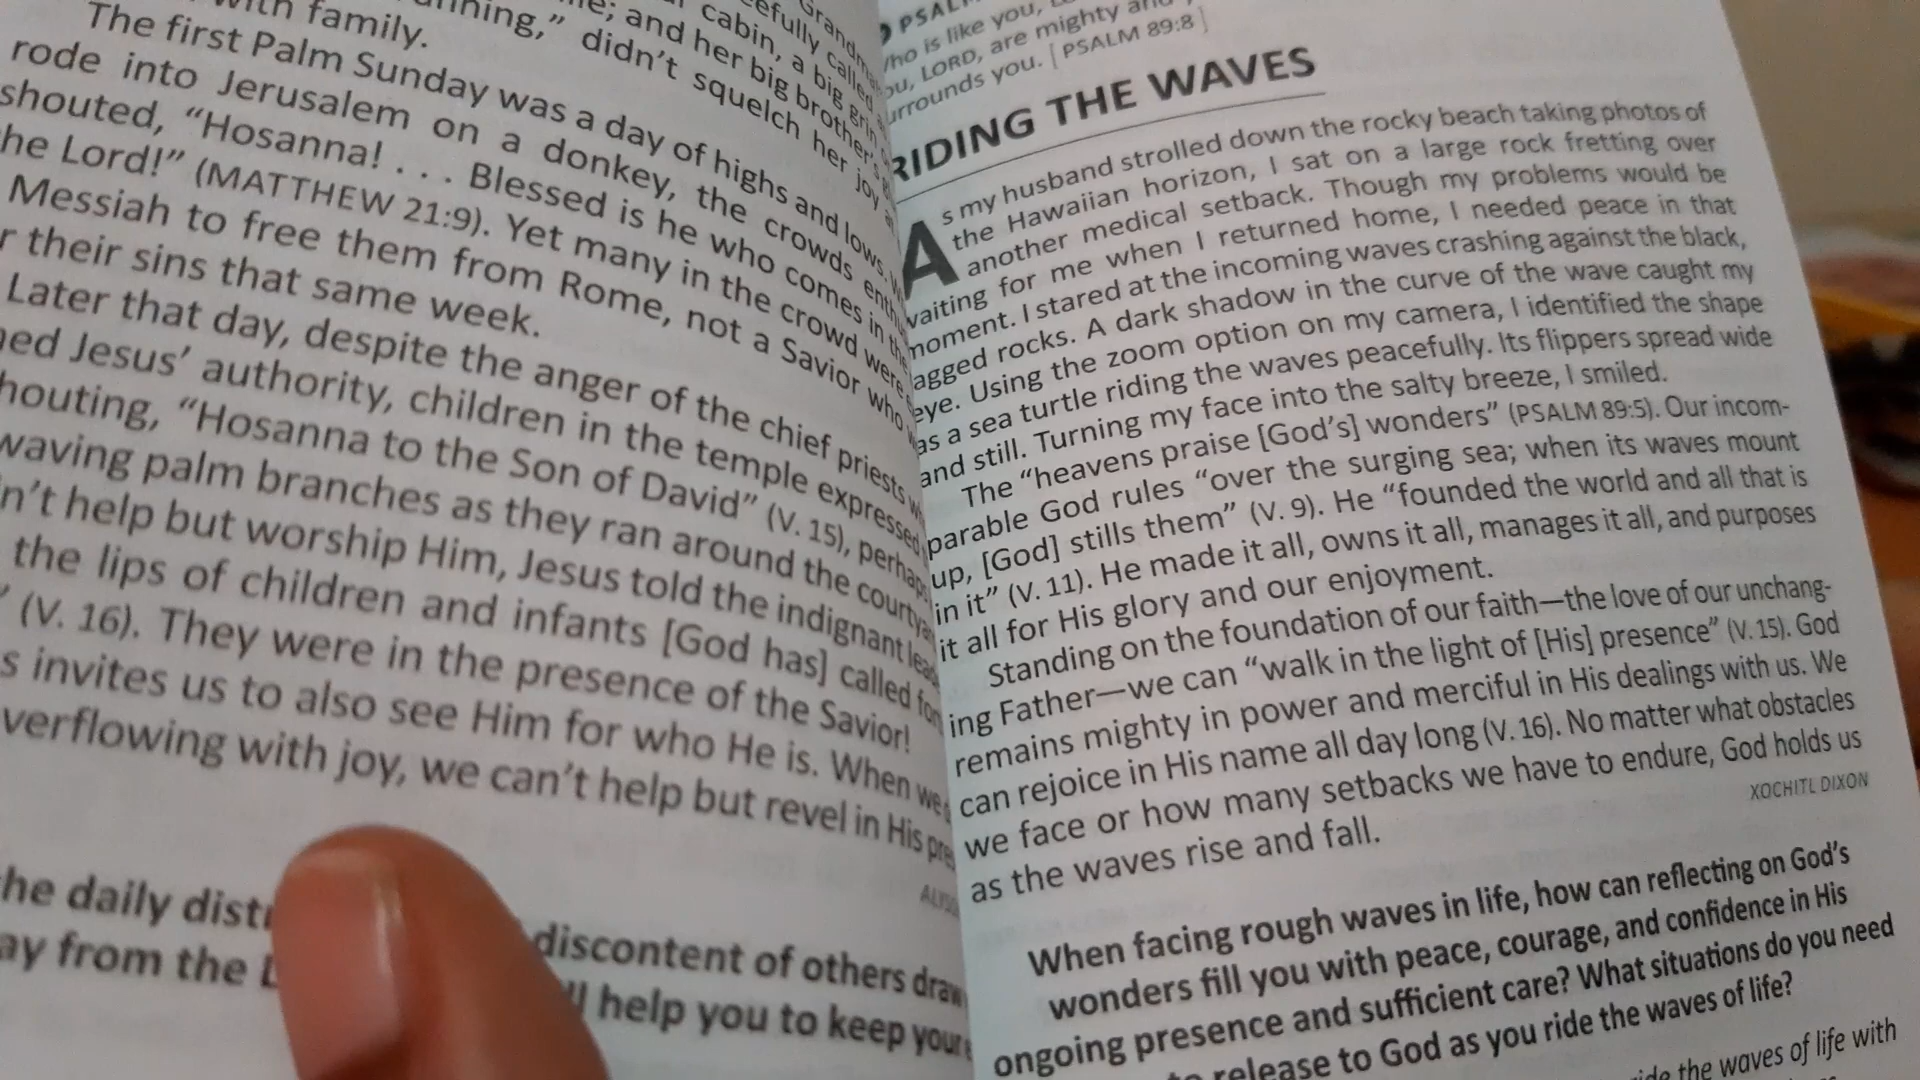 with family.
The first Palm Sunday was a day of highs and lows.
rode into Jerusalem on a donkey, the crowds
shouted, “Hosanna! . . . Blessed is he who comes in the
he Lord!” (MATTHEW 21:9). Yet many in the crowd were
Messiah to free them from Rome, not a Savior who
their sins that same week.
Later that day, despite the anger of the chief priests
Jesus’ authority, children in the temple expressed
“Hosanna to the Son of David” (V. 15),
waving palm branches as they ran around the
n’t help but worship Him, Jesus told the indignant
the lips of children and infants [God has] called
(V. 16). They were in the presence of the Savior!
s invites us to also see Him for who He is. When we
verflowing with joy, we can’t help but revel in His
he daily discontent of others draw
ay from the help you to keep your
didn’t squelch her joy
and her big brother’s
cabin, a big grin
PSAL
ho is like you,
LORD, are mighty
urrounds you. [PSALM 89:8]
RIDING THE WAVES
As my husband strolled down the rocky beach taking photos of
the Hawaiian horizon, I sat on a large rock fretting over
another medical setback. Though my problems would be
waiting for me when I returned home, I needed peace in that
moment. I stared at the incoming waves crashing against the black,
agged rocks. A dark shadow in the curve of the wave caught my
eye. Using the zoom option on my camera, I identified the shape
as a sea turtle riding the waves peacefully. Its flippers spread wide
and still. Turning my face into the salty breeze, I smiled.
The “heavens praise [God’s] wonders” (PSALM 89:5). Our incom-
parable God rules “over the surging sea; when its waves mount
up, [God] stills them” (V. 9). He “founded the world and all that is
in it” (V. 11). He made it all, owns it all, manages it all, and purposes
it all for His glory and our enjoyment.
Standing on the foundation of our faith—the love of our unchang-
ing Father—we can “walk in the light of [His] presence” (V. 15). God
remains mighty in power and merciful in His dealings with us. We
can rejoice in His name all day long (V. 16). No matter what obstacles
we face or how many setbacks we have to endure, God holds us
as the waves rise and fall.
XOCHITL DIXON
When facing rough waves in life, how can reflecting on God’s
wonders fill you with peace, courage, and confidence in His
ongoing presence and sufficient care? What situations do you need
to release to God as you ride the waves of life?
the waves of life with